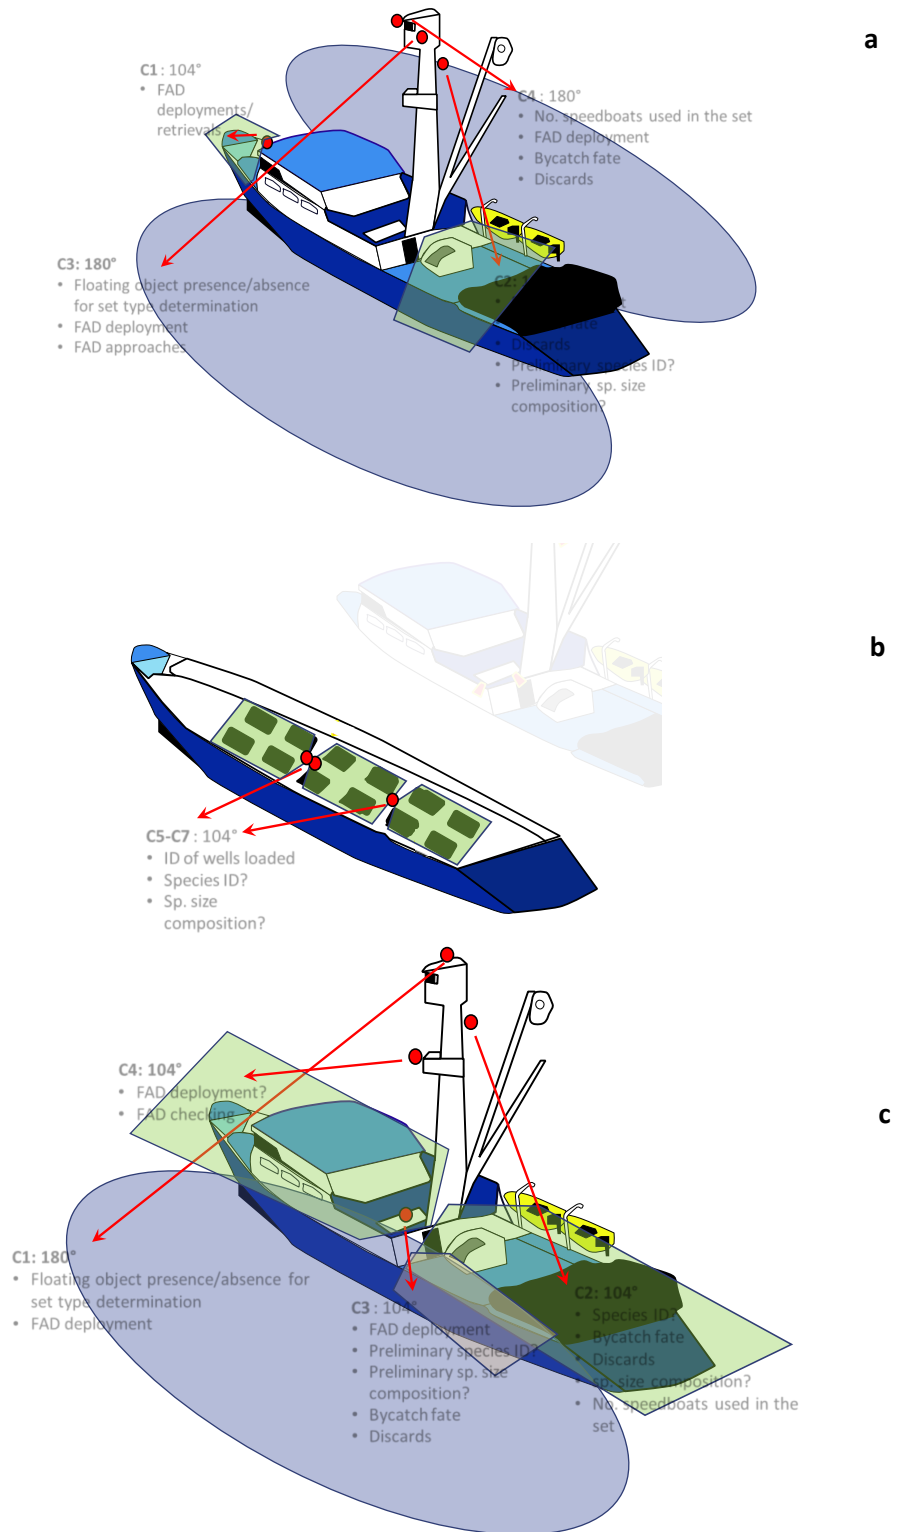 a
C1 : 104°
• FAD
deployments/
retrievals
C4 : 180°
• No. speedboats used in the set
• FAD deployment
• Bycatch fate
• Discards
C3: 180°
• Floating object presence/absence
for set type determination
• FAD deployment
• FAD approaches
C2:
• Discards
• Preliminary species ID?
• Preliminary sp. size
composition?
b
C5-C7 : 104°
• ID of wells loaded
• Species ID?
• Sp. size
composition?
c
C4: 104°
• FAD deployment?
• FAD checking
C1: 180°
• Floating object presence/absence for
set type determination
• FAD deployment
C3 : 104°
• FAD deployment
• Preliminary species ID?
• Preliminary sp. size
composition?
• Bycatch fate
• Discards
C2: 104°
• Species ID?
• Bycatch fate
• Discards
• sp. size composition?
• No. speedboats used in the
set